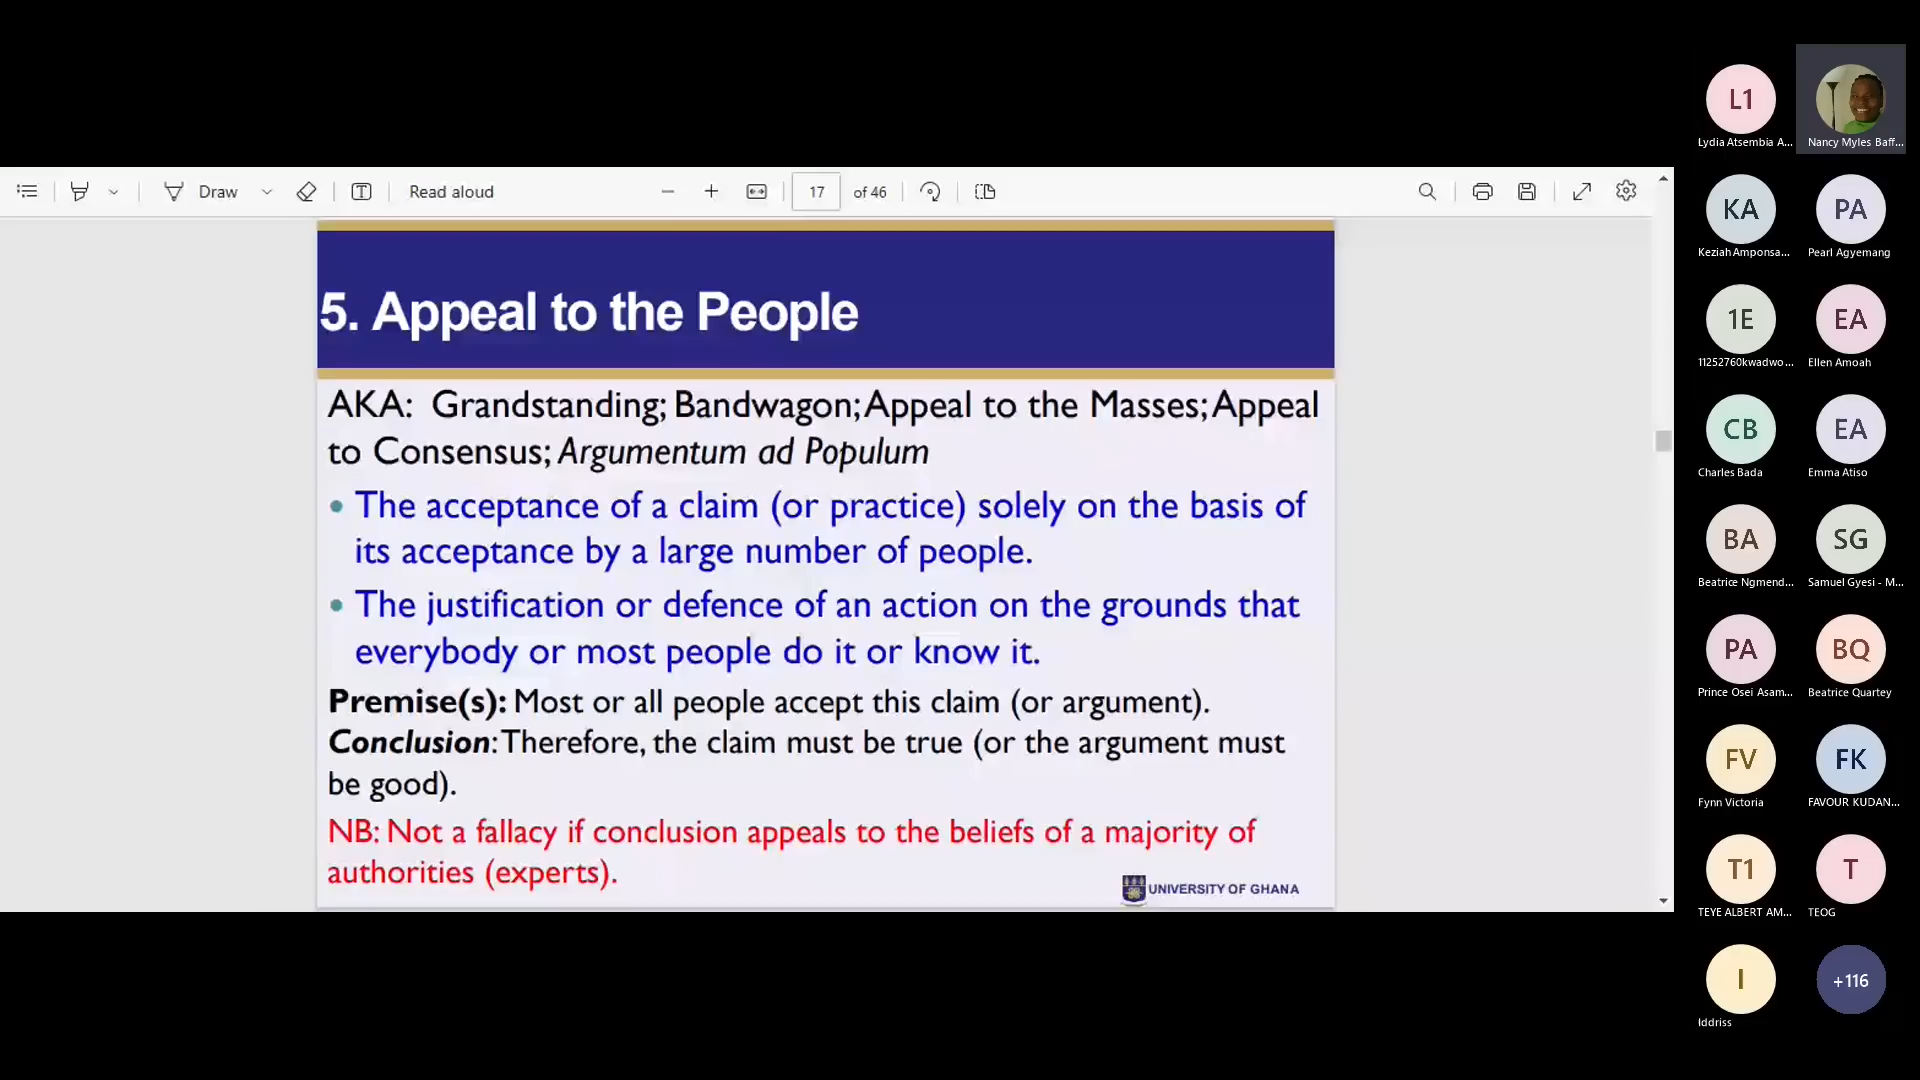 Draw
Read aloud
17 of 46
5. Appeal to the People
AKA: Grandstanding; Bandwagon; Appeal to the Masses; Appeal
to Consensus; Argumentum ad Populum
• The acceptance of a claim (or practice) solely on the basis of
its acceptance by a large number of people.
• The justification or defence of an action on the grounds that
everybody or most people do it or know it.
Premise(s): Most or all people accept this claim (or argument).
Conclusion: Therefore, the claim must be true (or the argument must
be good).
NB: Not a fallacy if conclusion appeals to the beliefs of a majority of
authorities (experts).
UNIVERSITY OF GHANA
L1
Lydia Atsembia A...
Nancy Myles Baff...
KA
Keziah Amponsa...
PA
Pearl Agyemang
1E
11252760kwadwo...
EA
Ellen Amoah
CB
Charles Bada
EA
Emma Atiso
BA
Beatrice Ngmend...
SG
Samuel Gyesi - M...
PA
Prince Osei Asam...
BQ
Beatrice Quartey
FV
Fynn Victoria
FK
FAVOUR KUDAN...
T1
TEYE ALBERT AM...
T
TEOG
I
Iddriss
+116